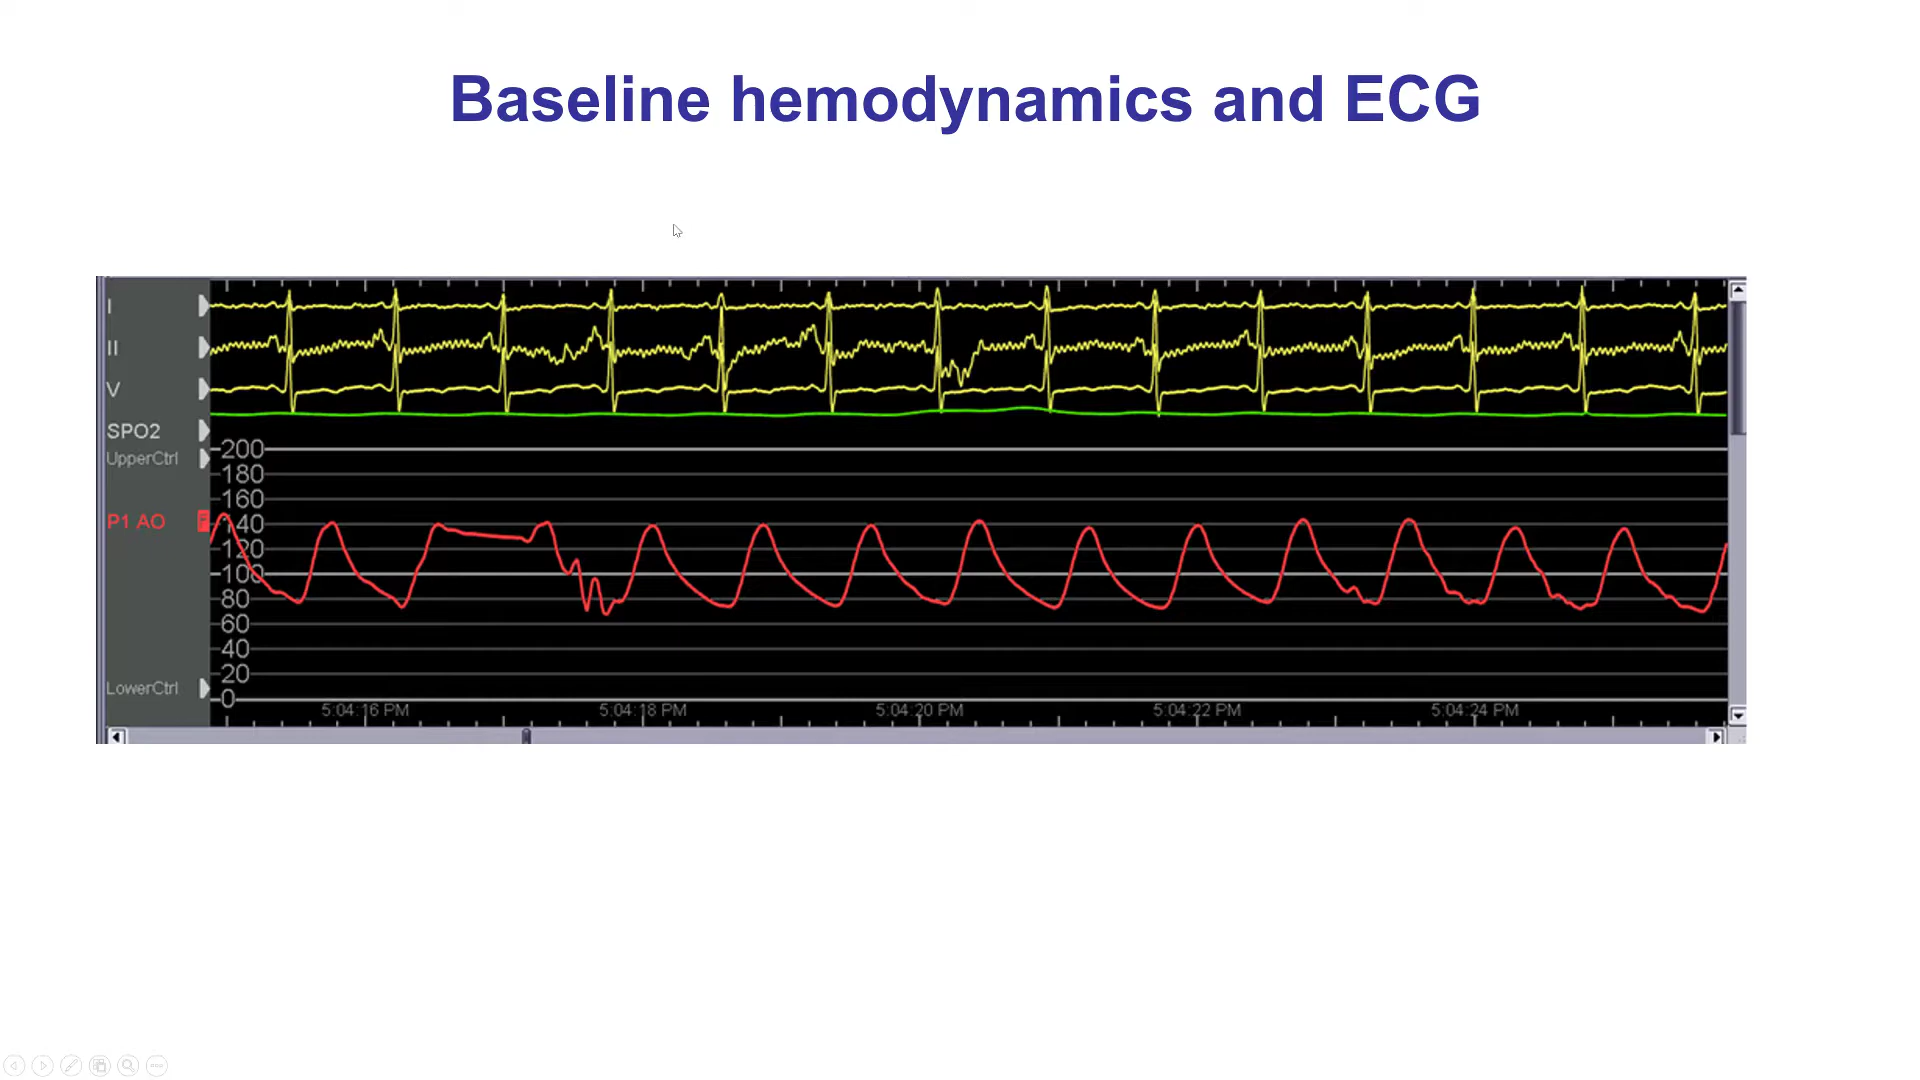 Baseline hemodynamics and ECG
I
II
V
SPO2
UpperCtrl
200
180
160
P1 AO
140
120
100
80
60
40
20
LowerCtrl
0
5:04:16 PM 5:04:18 PM 5:04:20 PM 5:04:22 PM 5:04:24 PM